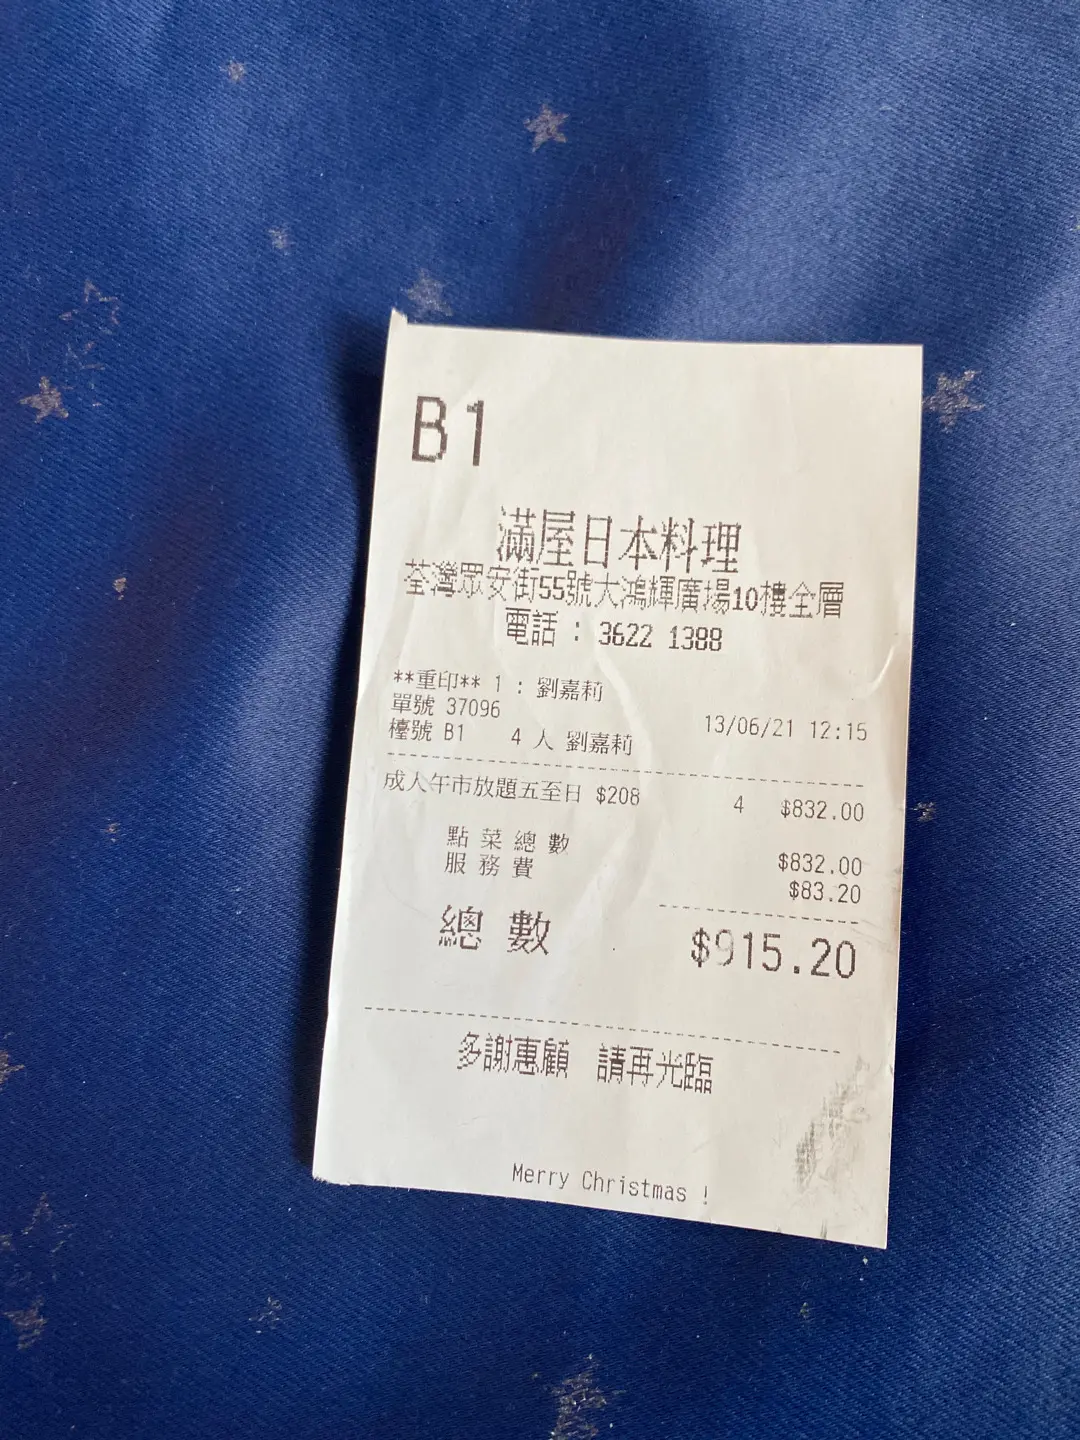 B1
滿屋日本料理
荃灣眾安街55號大鴻輝廣場10樓全層
電話 : 3622 1388
**重印** 1 : 劉嘉莉
單號 37096 13/06/21 12:15
檯號 B1 4 人 劉嘉莉
成人午市放題五至日 $208 4 $832.00
點菜總數 $832.00
服務費 $83.20
總數 $915.20
多謝惠顧 請再光臨
Merry Christmas !